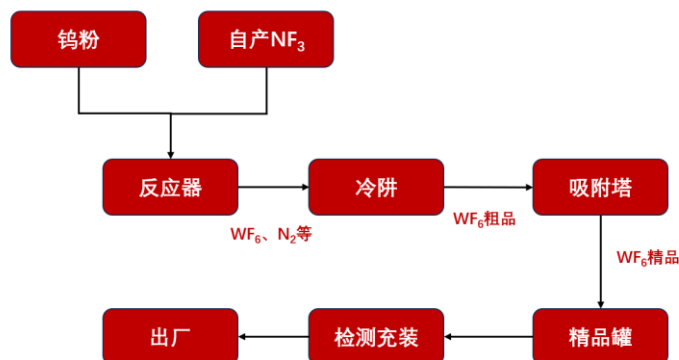 钨粉
自产NF₃
反应器
冷阱
吸附塔
WF₆、N₂等
WF₆粗品
WF₆精品
出厂
检测充装
精品罐